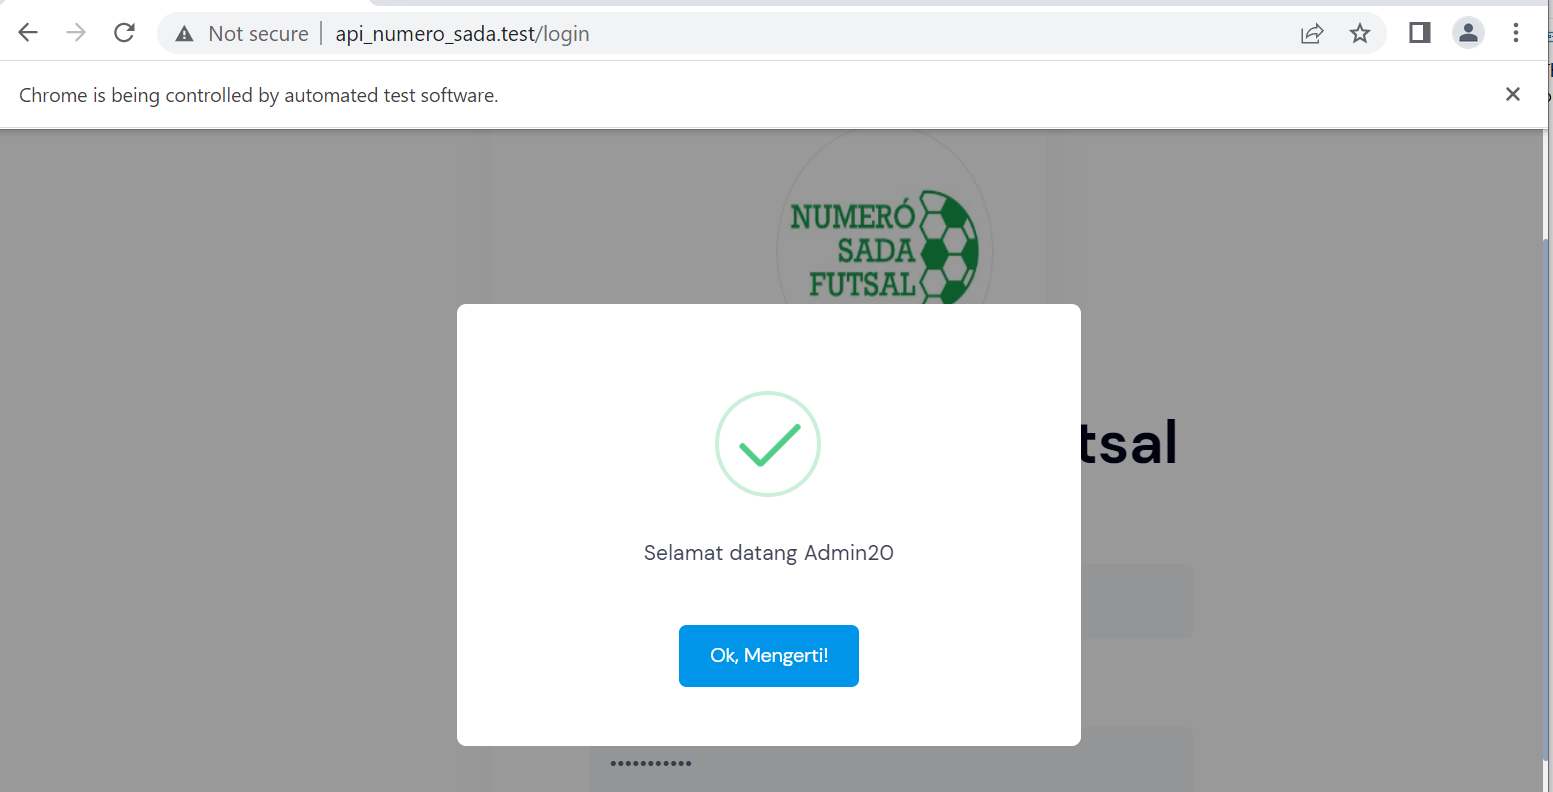 Not secure | api_numero_sada.test/login
Chrome is being controlled by automated test software.
NUMERÓ
SADA
FUTSAL
tsal
Selamat datang Admin20
Ok, Mengerti!
•••••••••••